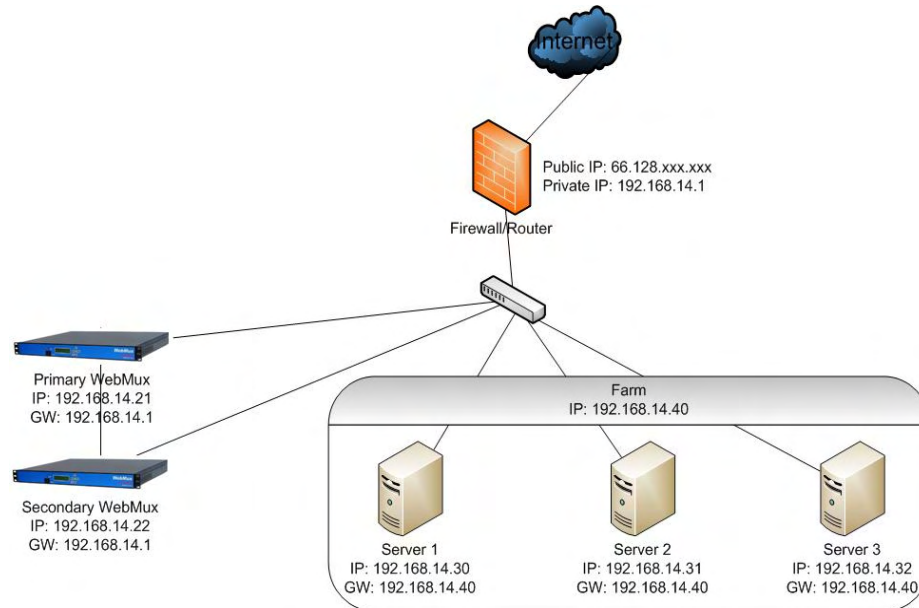 Internet
Public IP: 66.128.xxx.xxx
Private IP: 192.168.14.1
Firewall/Router
WebMux
Primary WebMux
IP: 192.168.14.21
GW: 192.168.14.1
WebMux
Secondary WebMux
IP: 192.168.14.22
GW: 192.168.14.1
Farm
IP: 192.168.14.40
Server 1
IP: 192.168.14.30
GW: 192.168.14.40
Server 2
IP: 192.168.14.31
GW: 192.168.14.40
Server 3
IP: 192.168.14.32
GW: 192.168.14.40